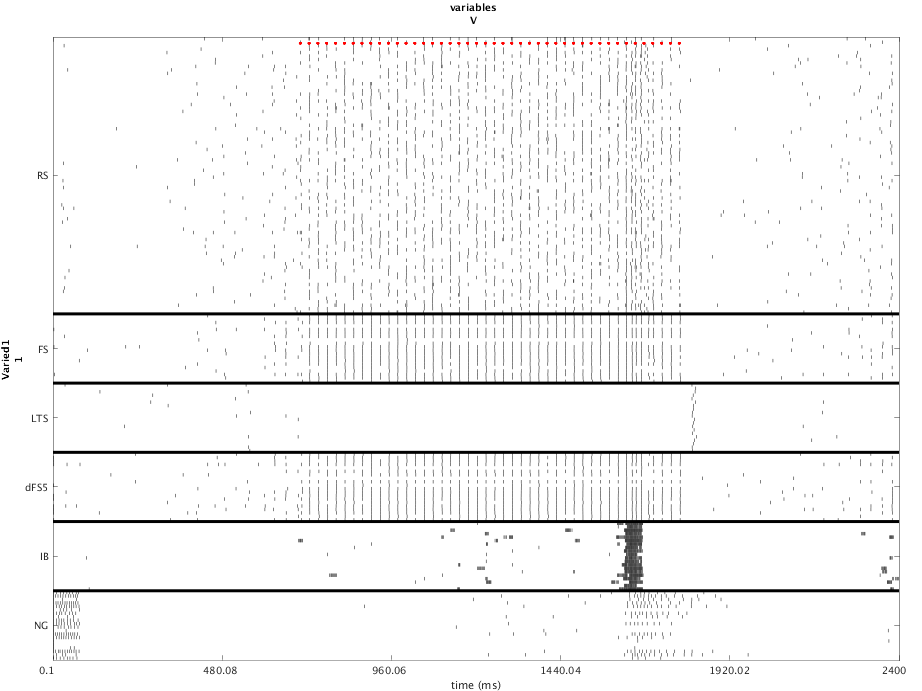 variables
V
RS
FS
LTS
dFS5
IB
NG
Varied1
1
0.1 480.08 960.06 1440.04 1920.02 2400
time (ms)